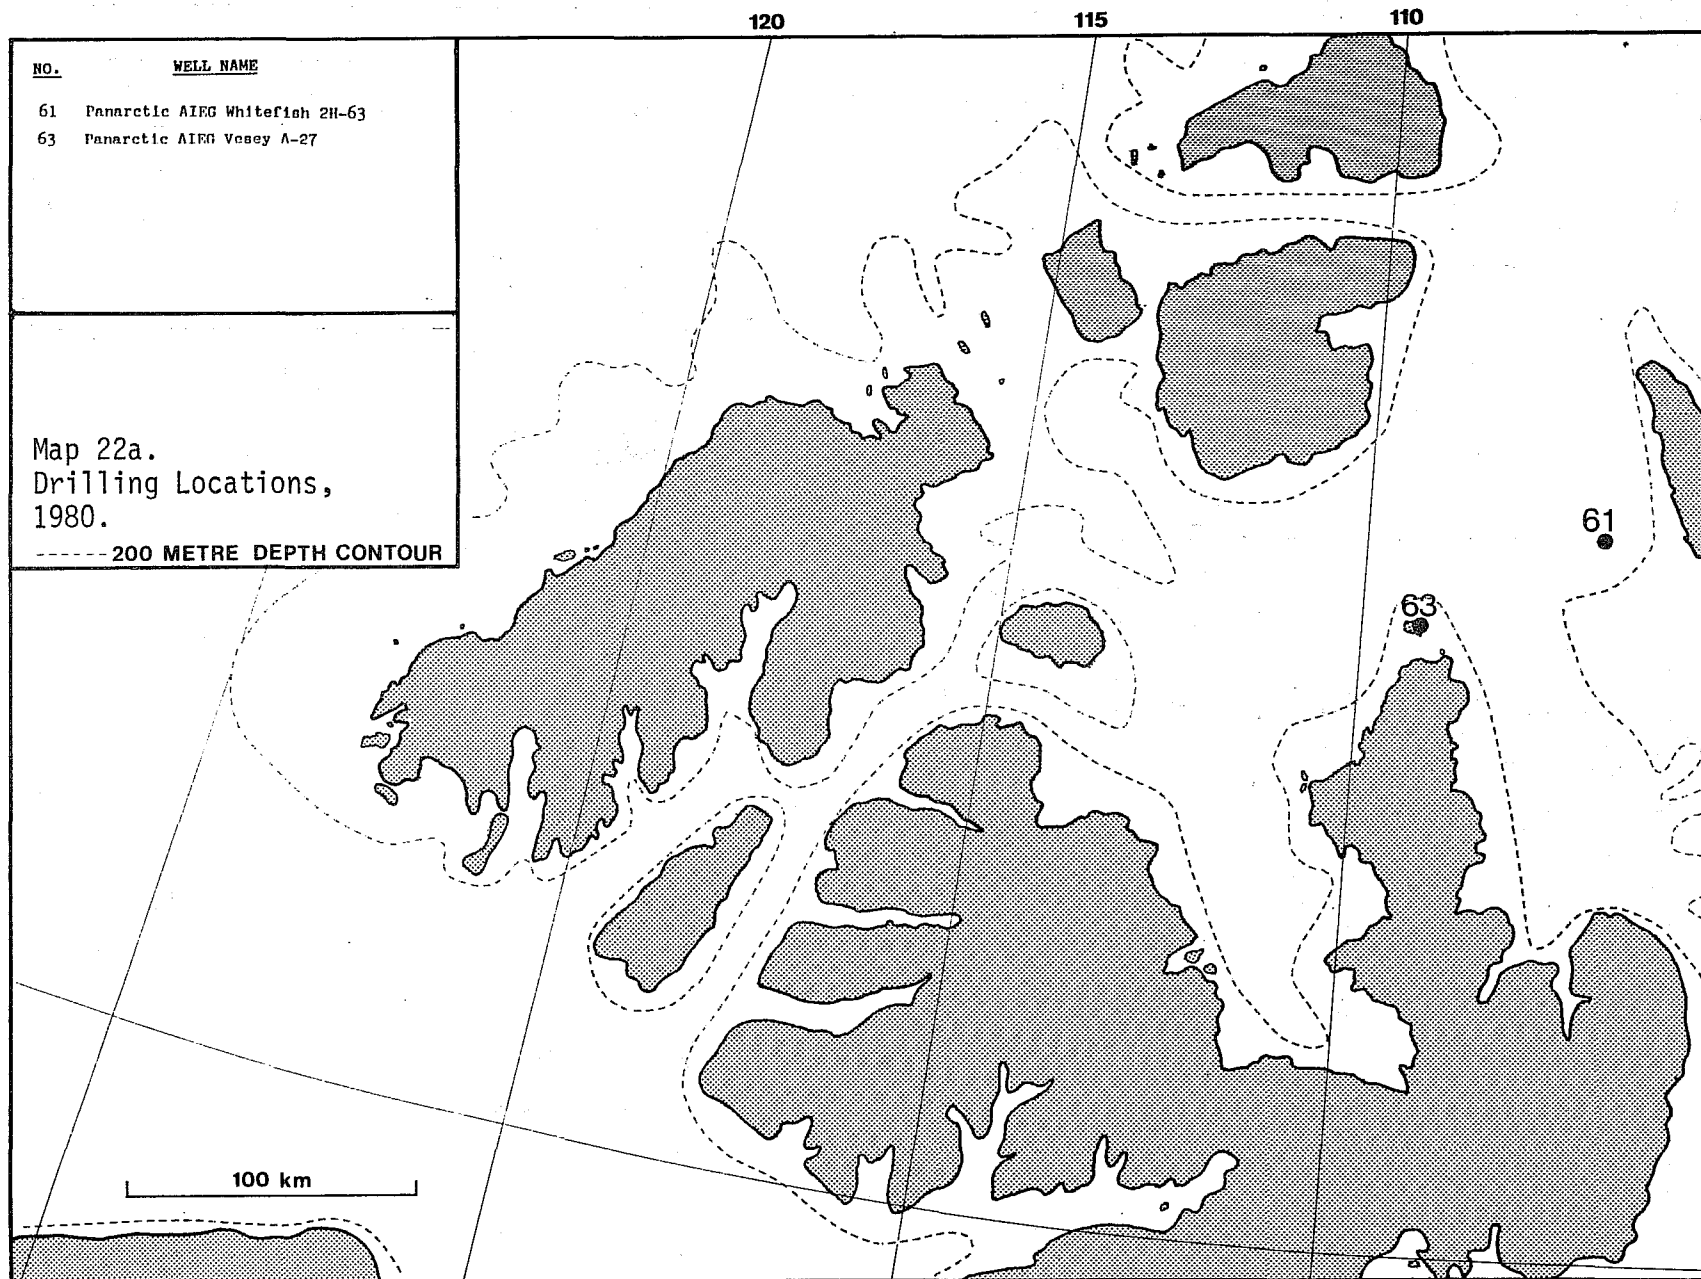 120 115 110
NO. WELL NAME
61 Panarctic AIEG Whitefish 2H-63
63 Panarctic AIEG Vesey A-27
Map 22a.
Drilling Locations,
1980.
------ 200 METRE DEPTH CONTOUR
61
63
100 km